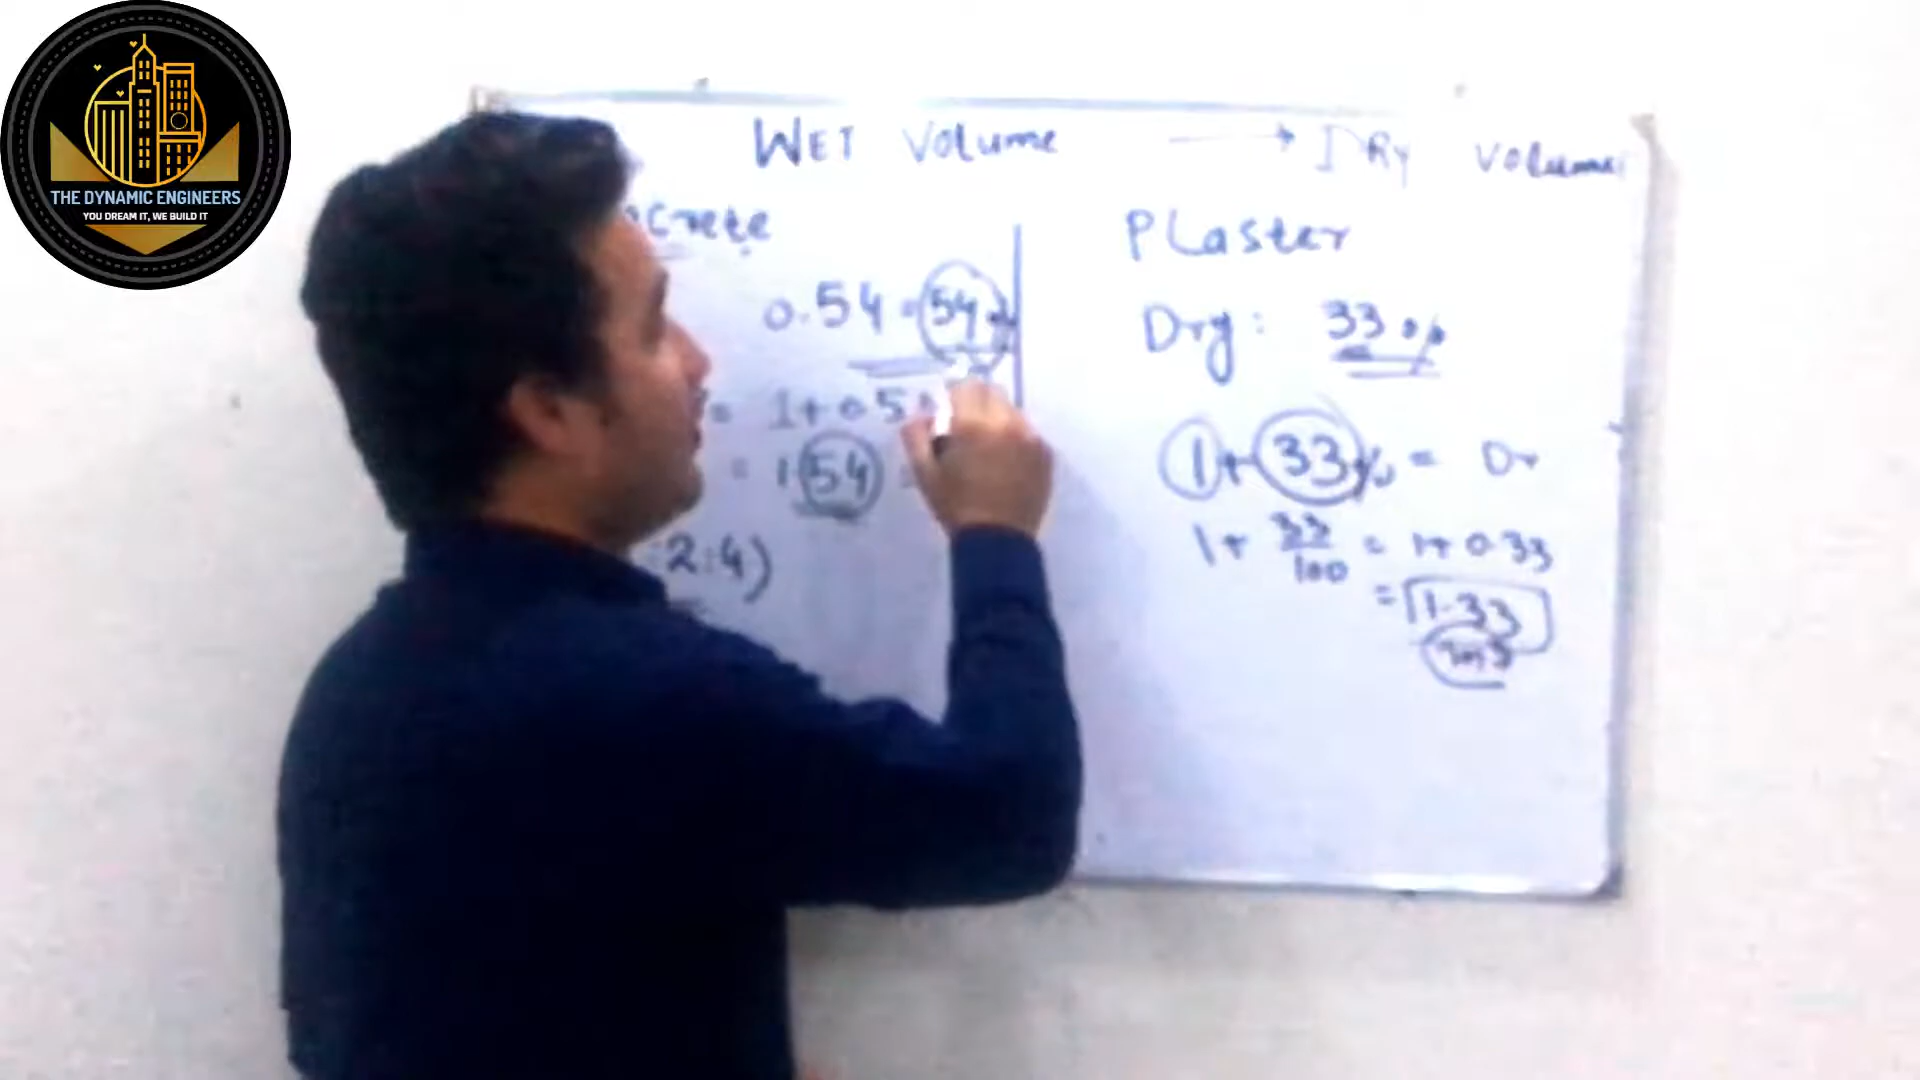 THE DYNAMIC ENGINEERS
YOU DREAM IT, WE BUILD IT
WET Volume → DRY Volume
crete
0.54 = 54%
= 1+0.5
= 1.54 =
:2:4)
Plaster
Dry: 33%
1+33% = Dr
1+ 33/100 = 1+0.33
= 1.33